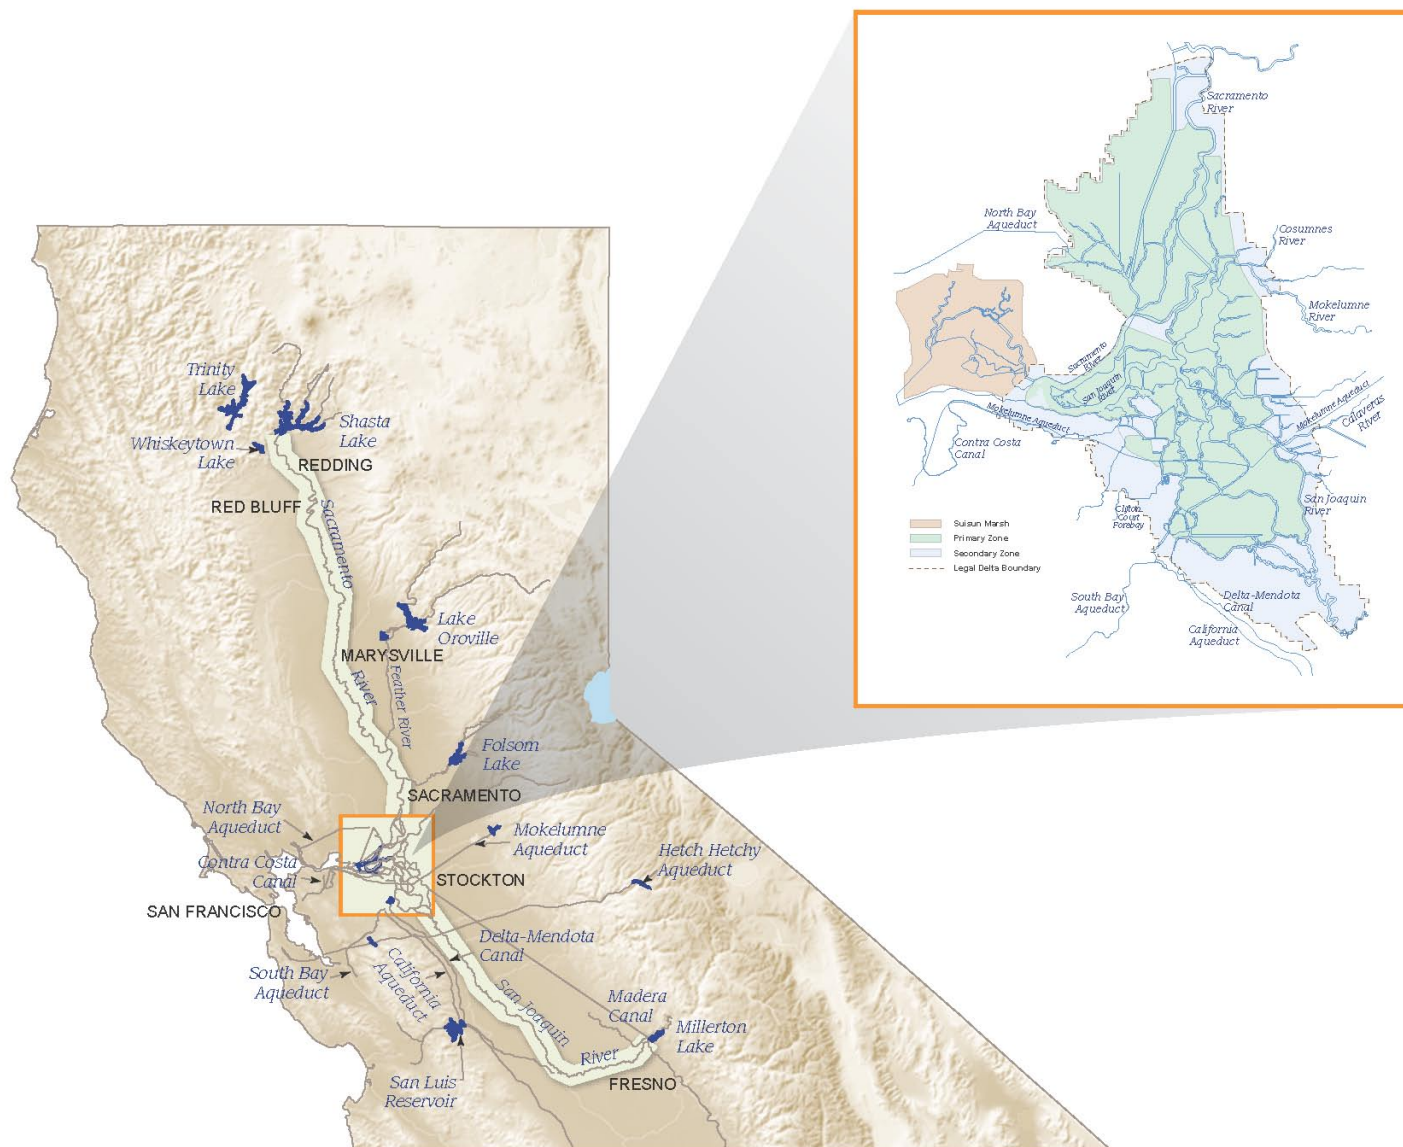 Sacramento
River
North Bay
Aqueduct
Cosumnes
River
Mokelumne
River
Sacramento
River
San Joaquin
River
Mokelumne Aqueduct
Mokelumne Aqueduct
Calaveras
River
Contra Costa
Canal
San Joaquin
River
Clifton
Court
Forebay
Suisun Marsh
Primary Zone
Secondary Zone
Legal Delta Boundary
South Bay
Aqueduct
Delta-Mendota
Canal
California
Aqueduct
Trinity
Lake
Shasta
Lake
Whiskeytown
Lake
REDDING
RED BLUFF
Sacramento
River
Lake
Oroville
MARYSVILLE
Feather River
Folsom
Lake
SACRAMENTO
North Bay
Aqueduct
Mokelumne
Aqueduct
Hetch Hetchy
Aqueduct
Contra Costa
Canal
STOCKTON
SAN FRANCISCO
Delta-Mendota
Canal
South Bay
Aqueduct
California
Aqueduct
San Joaquin
River
Madera
Canal
Millerton
Lake
San Luis
Reservoir
FRESNO